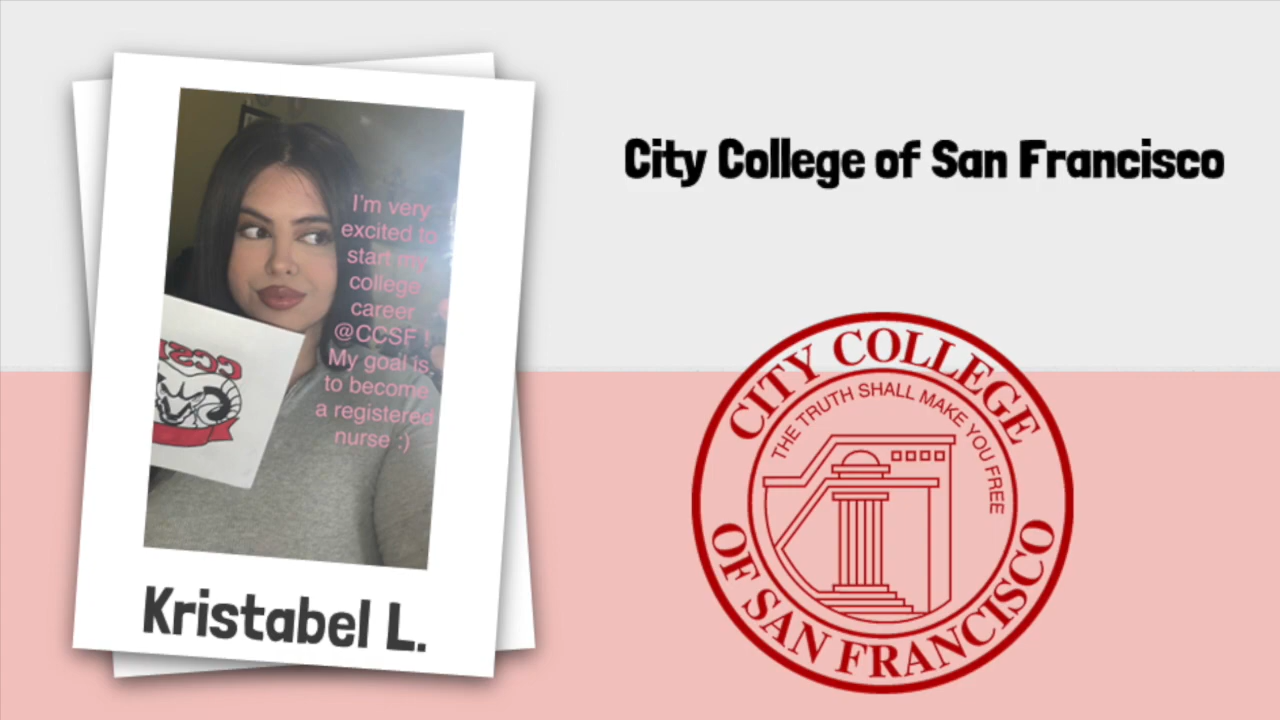 City College of San Francisco
I'm very
excited to
start my
college
career
@CCSF !
My goal is
to become
a registered
nurse :)
CCSF
Kristabel L.
CITY COLLEGE
OF SAN FRANCISCO
THE TRUTH SHALL MAKE YOU FREE